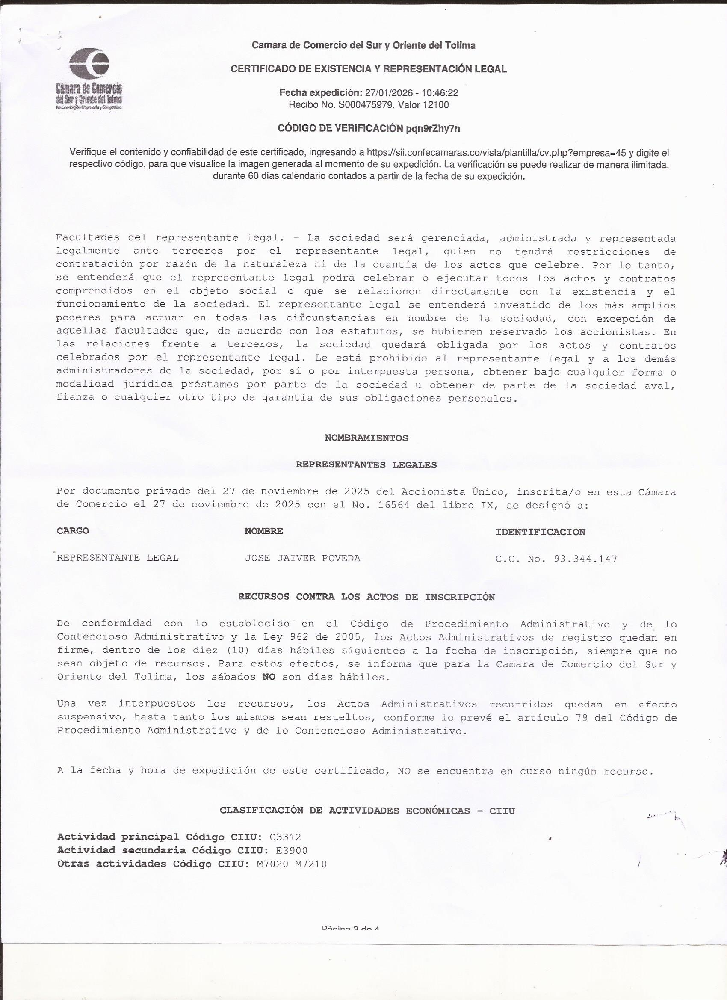 Camara de Comercio del Sur y Oriente del Tolima
CERTIFICADO DE EXISTENCIA Y REPRESENTACIÓN LEGAL
Cámara de Comercio
del Sur y Oriente del Tolima
Por una Región Empresaria y Competitiva
Fecha expedición: 27/01/2026 - 10:46:22
Recibo No. S000475979, Valor 12100
CÓDIGO DE VERIFICACIÓN pqn9rZhy7n
Verifique el contenido y confiabilidad de este certificado, ingresando a https://sii.confecamaras.co/vista/plantilla/cv.php?empresa=45 y digite el
respectivo código, para que visualice la imagen generada al momento de su expedición. La verificación se puede realizar de manera ilimitada,
durante 60 días calendario contados a partir de la fecha de su expedición.
Facultades del representante legal. - La sociedad será gerenciada, administrada y representada
legalmente ante terceros por el representante legal, quien no tendrá restricciones de
contratación por razón de la naturaleza ni de la cuantía de los actos que celebre. Por lo tanto,
se entenderá que el representante legal podrá celebrar o ejecutar todos los actos y contratos
comprendidos en el objeto social o que se relacionen directamente con la existencia y el
funcionamiento de la sociedad. El representante legal se entenderá investido de los más amplios
poderes para actuar en todas las circunstancias en nombre de la sociedad, con excepción de
aquellas facultades que, de acuerdo con los estatutos, se hubieren reservado los accionistas. En
las relaciones frente a terceros, la sociedad quedará obligada por los actos y contratos
celebrados por el representante legal. Le está prohibido al representante legal y a los demás
administradores de la sociedad, por sí o por interpuesta persona, obtener bajo cualquier forma o
modalidad jurídica préstamos por parte de la sociedad u obtener de parte de la sociedad aval,
fianza o cualquier otro tipo de garantía de sus obligaciones personales.
NOMBRAMIENTOS
REPRESENTANTES LEGALES
Por documento privado del 27 de noviembre de 2025 del Accionista Único, inscrita/o en esta Cámara
de Comercio el 27 de noviembre de 2025 con el No. 16564 del libro IX, se designó a:
CARGO NOMBRE IDENTIFICACION
REPRESENTANTE LEGAL JOSE JAIVER POVEDA C.C. No. 93.344.147
RECURSOS CONTRA LOS ACTOS DE INSCRIPCIÓN
De conformidad con lo establecido en el Código de Procedimiento Administrativo y de lo
Contencioso Administrativo y la Ley 962 de 2005, los Actos Administrativos de registro quedan en
firme, dentro de los diez (10) días hábiles siguientes a la fecha de inscripción, siempre que no
sean objeto de recursos. Para estos efectos, se informa que para la Camara de Comercio del Sur y
Oriente del Tolima, los sábados NO son días hábiles.
Una vez interpuestos los recursos, los Actos Administrativos recurridos quedan en efecto
suspensivo, hasta tanto los mismos sean resueltos, conforme lo prevé el artículo 79 del Código de
Procedimiento Administrativo y de lo Contencioso Administrativo.
A la fecha y hora de expedición de este certificado, NO se encuentra en curso ningún recurso.
CLASIFICACIÓN DE ACTIVIDADES ECONÓMICAS - CIIU
Actividad principal Código CIIU: C3312
Actividad secundaria Código CIIU: E3900
Otras actividades Código CIIU: M7020 M7210
Página 3 de 4